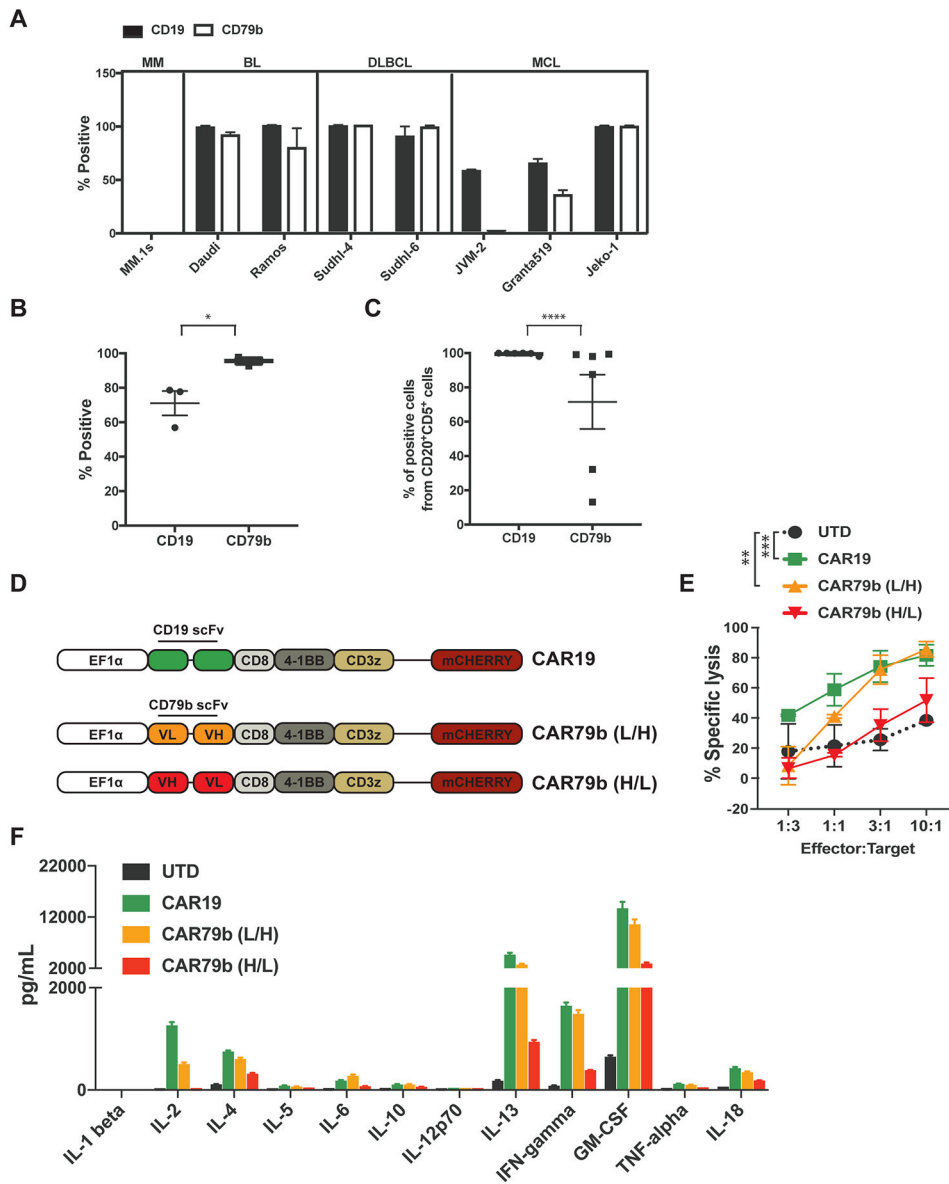 A
CD19 CD79b
MM BL DLBCL MCL
150
100
50
0
% Positive
MM.1s Daudi Ramos Sudhl-4 Sudhl-6 JVM-2 Granta519 Jeko-1
B
*
100
80
60
40
20
0
% Positive
CD19 CD79b
C
****
100
80
60
40
20
0
% of positive cells
from CD20+CD5+ cells
CD19 CD79b
D
CD19 scFv
EF1α CD8 4-1BB CD3z mCHERRY CAR19
CD79b scFv
EF1α VL VH CD8 4-1BB CD3z mCHERRY CAR79b (L/H)
EF1α VH VL CD8 4-1BB CD3z mCHERRY CAR79b (H/L)
E
** *** UTD
CAR19
CAR79b (L/H)
CAR79b (H/L)
100
80
60
40
20
0
-20
% Specific lysis
1:3 1:1 3:1 10:1
Effector:Target
F
UTD
CAR19
CAR79b (L/H)
CAR79b (H/L)
22000
12000
2000
2000
0
pg/mL
IL-1 beta IL-2 IL-4 IL-5 IL-6 IL-10 IL-12p70 IL-13 IFN-gamma GM-CSF TNF-alpha IL-18